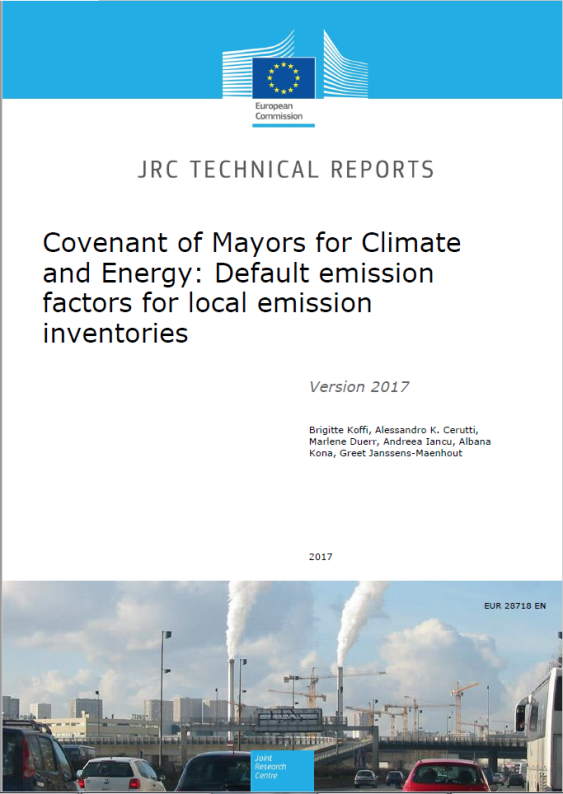 European
Commission
JRC TECHNICAL REPORTS
Covenant of Mayors for Climate
and Energy: Default emission
factors for local emission
inventories
Version 2017
Brigitte Koffi, Alessandro K. Cerutti,
Marlene Duerr, Andreea Iancu, Albana
Kona, Greet Janssens-Maenhout
2017
EUR 28718 EN
Joint
Research
Centre